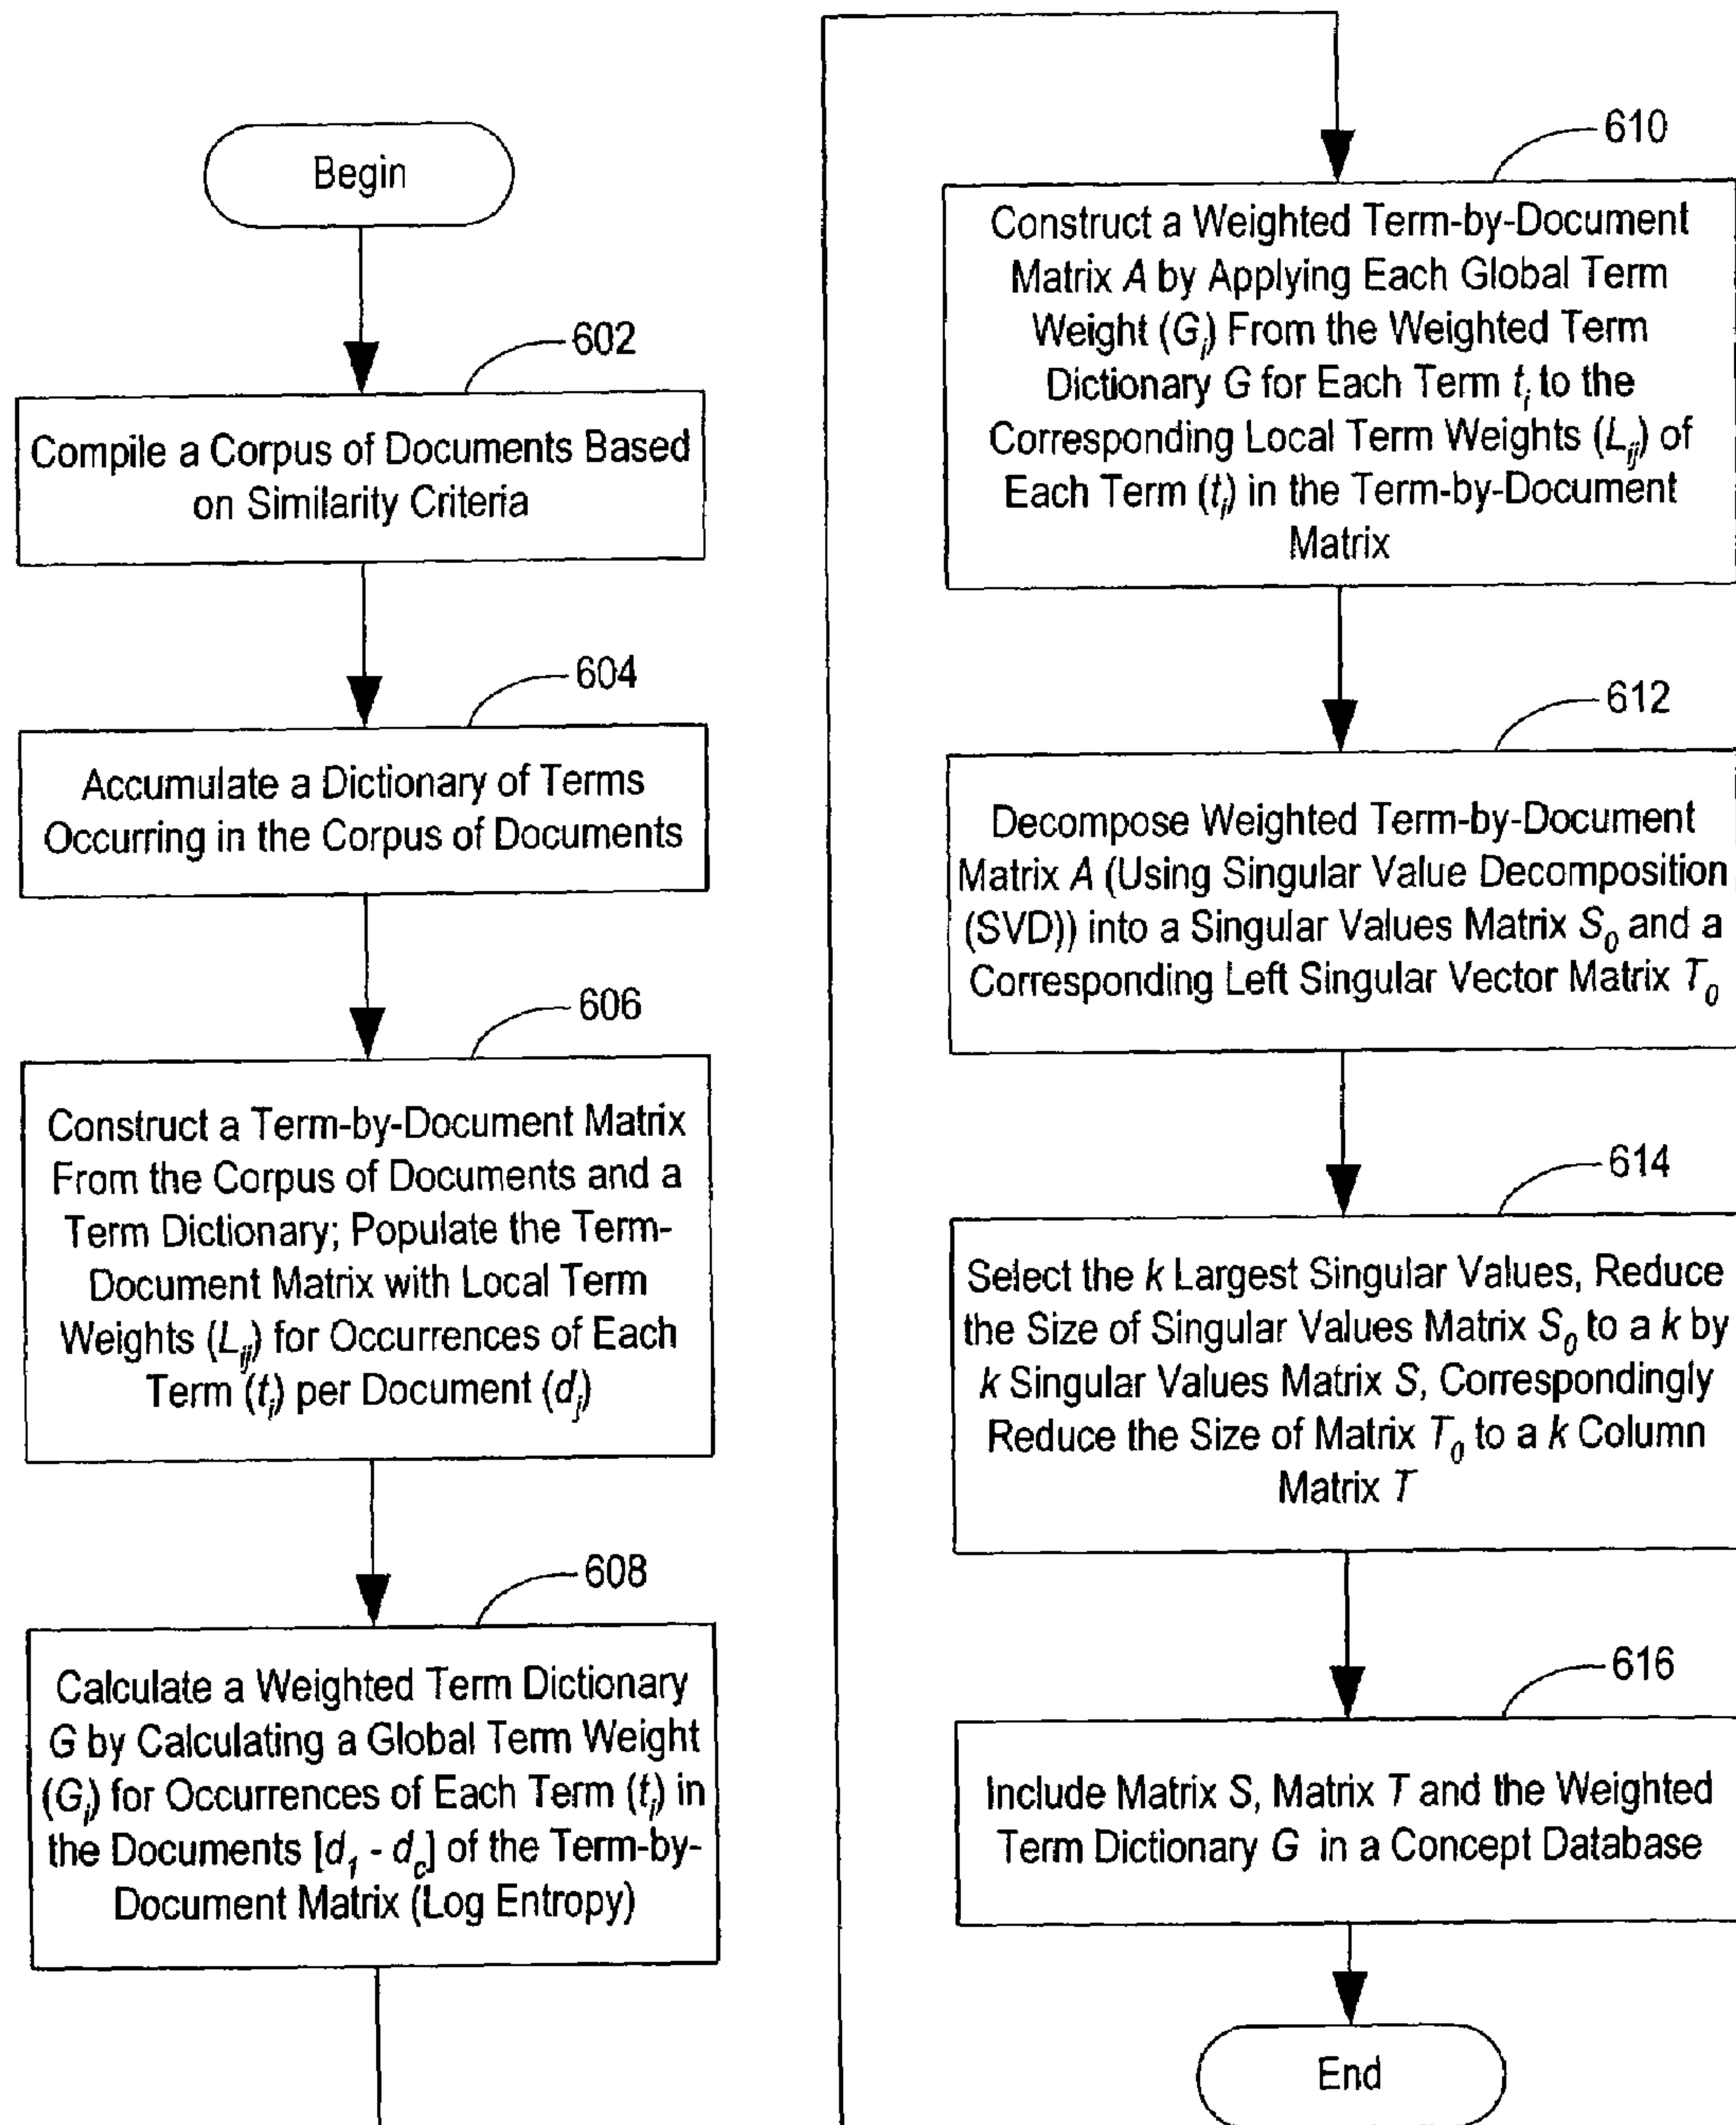 Begin
602
Compile a Corpus of Documents Based
on Similarity Criteria
604
Accumulate a Dictionary of Terms
Occurring in the Corpus of Documents
606
Construct a Term-by-Document Matrix
From the Corpus of Documents and a
Term Dictionary; Populate the Term-
Document Matrix with Local Term
Weights (Lij) for Occurrences of Each
Term (ti) per Document (dj)
608
Calculate a Weighted Term Dictionary
G by Calculating a Global Term Weight
(Gi) for Occurrences of Each Term (ti) in
the Documents [d1 - dc] of the Term-by-
Document Matrix (Log Entropy)
610
Construct a Weighted Term-by-Document
Matrix A by Applying Each Global Term
Weight (Gi) From the Weighted Term
Dictionary G for Each Term ti to the
Corresponding Local Term Weights (Lij) of
Each Term (ti) in the Term-by-Document
Matrix
612
Decompose Weighted Term-by-Document
Matrix A (Using Singular Value Decomposition
(SVD)) into a Singular Values Matrix S0 and a
Corresponding Left Singular Vector Matrix T0
614
Select the k Largest Singular Values, Reduce
the Size of Singular Values Matrix S0 to a k by
k Singular Values Matrix S, Correspondingly
Reduce the Size of Matrix T0 to a k Column
Matrix T
616
Include Matrix S, Matrix T and the Weighted
Term Dictionary G in a Concept Database
End